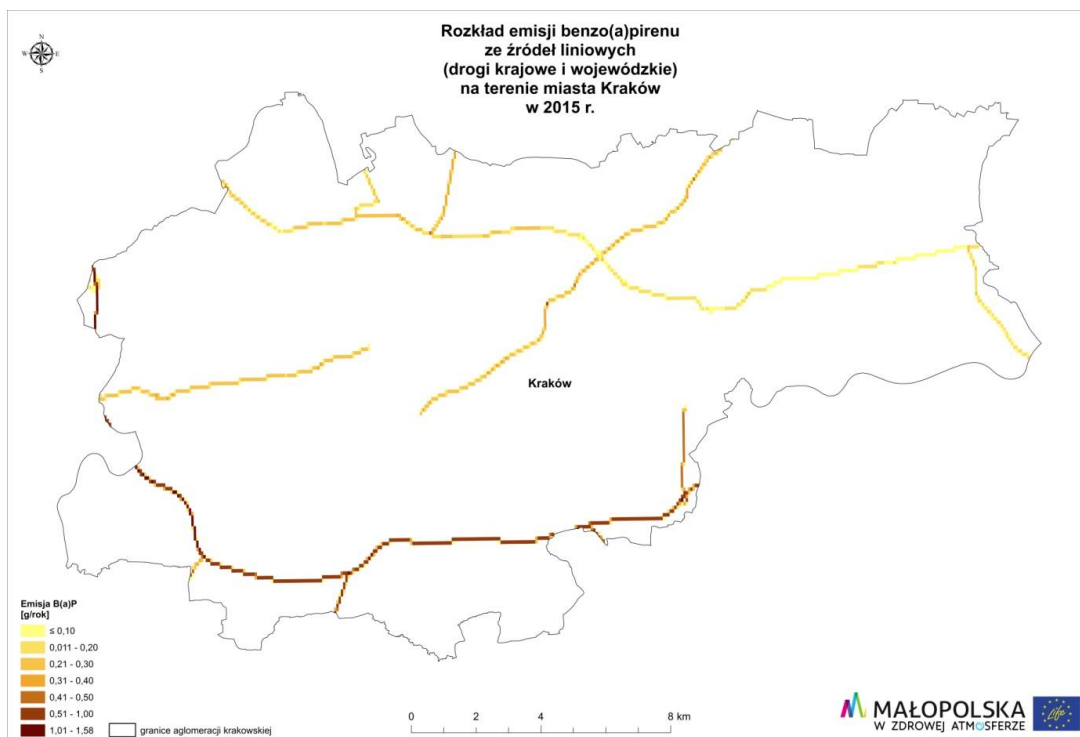 Rozkład emisji benzo(a)pirenu
ze źródeł liniowych
(drogi krajowe i wojewódzkie)
na terenie miasta Kraków
w 2015 r.
N
W E
S
Kraków
Emisja B(a)P
[g/rok]
≤ 0,10
0,011 - 0,20
0,21 - 0,30
0,31 - 0,40
0,41 - 0,50
0,51 - 1,00
1,01 - 1,58
granice aglomeracji krakowskiej
0 2 4 8 km
MAŁOPOLSKA
W ZDROWEJ ATMOSFERZE
Life